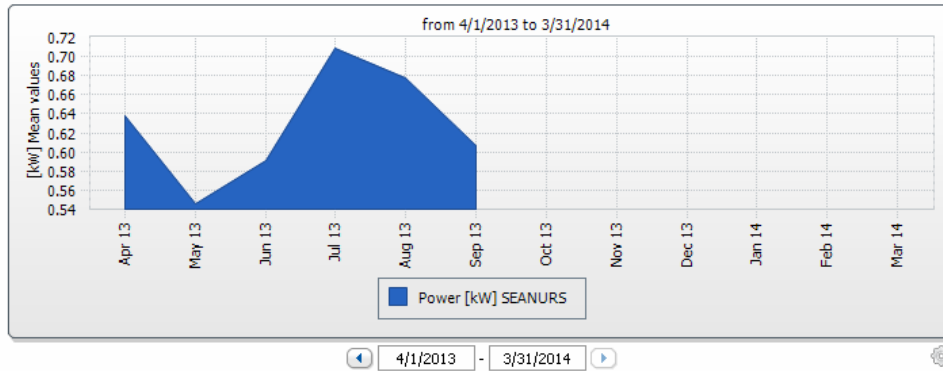 from 4/1/2013 to 3/31/2014
[kW] Mean values
0.72
0.70
0.68
0.66
0.64
0.62
0.60
0.58
0.56
0.54
Apr 13
May 13
Jun 13
Jul 13
Aug 13
Sep 13
Oct 13
Nov 13
Dec 13
Jan 14
Feb 14
Mar 14
Power [kW] SEANURS
4/1/2013 - 3/31/2014